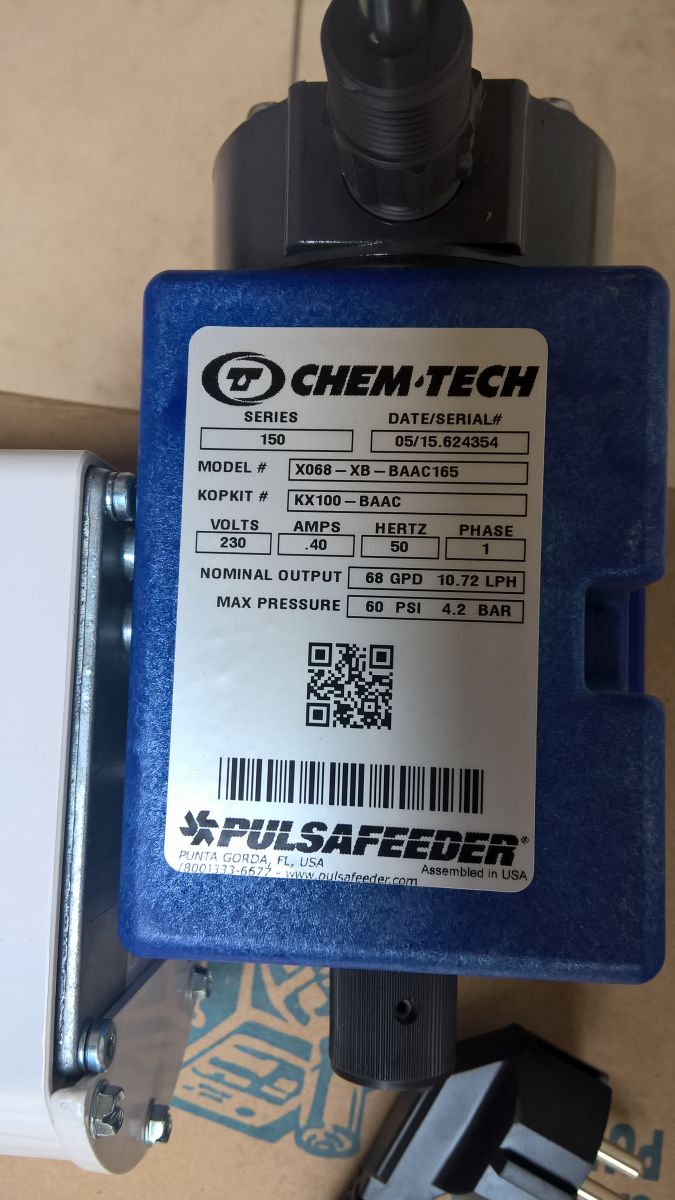 CHEM·TECH
SERIES DATE/SERIAL#
150 05/15.624354
MODEL # X068-XB-BAAC165
KOPKIT # KX100-BAAC
VOLTS AMPS HERTZ PHASE
230 .40 50 1
NOMINAL OUTPUT 68 GPD 10.72 LPH
MAX PRESSURE 60 PSI 4.2 BAR
PULSAFEEDER®
PUNTA GORDA, FL, USA
(800)333-6677 - www.pulsafeeder.com Assembled in USA